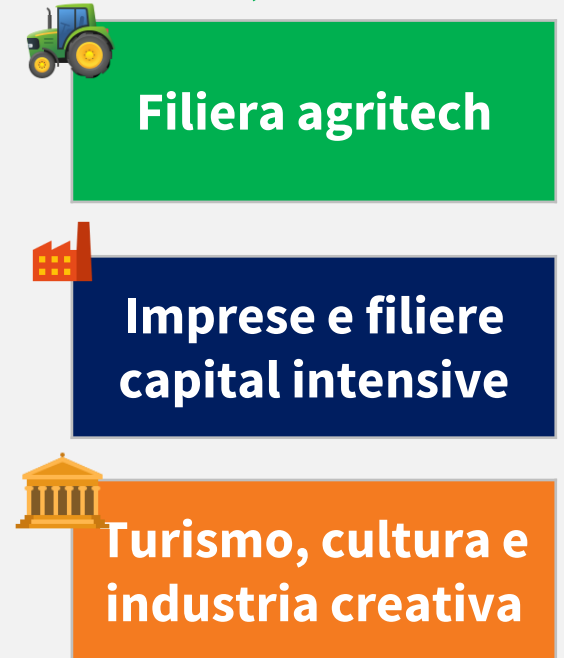 Filiera agritech
Imprese e filiere
capital intensive
Turismo, cultura e
industria creativa